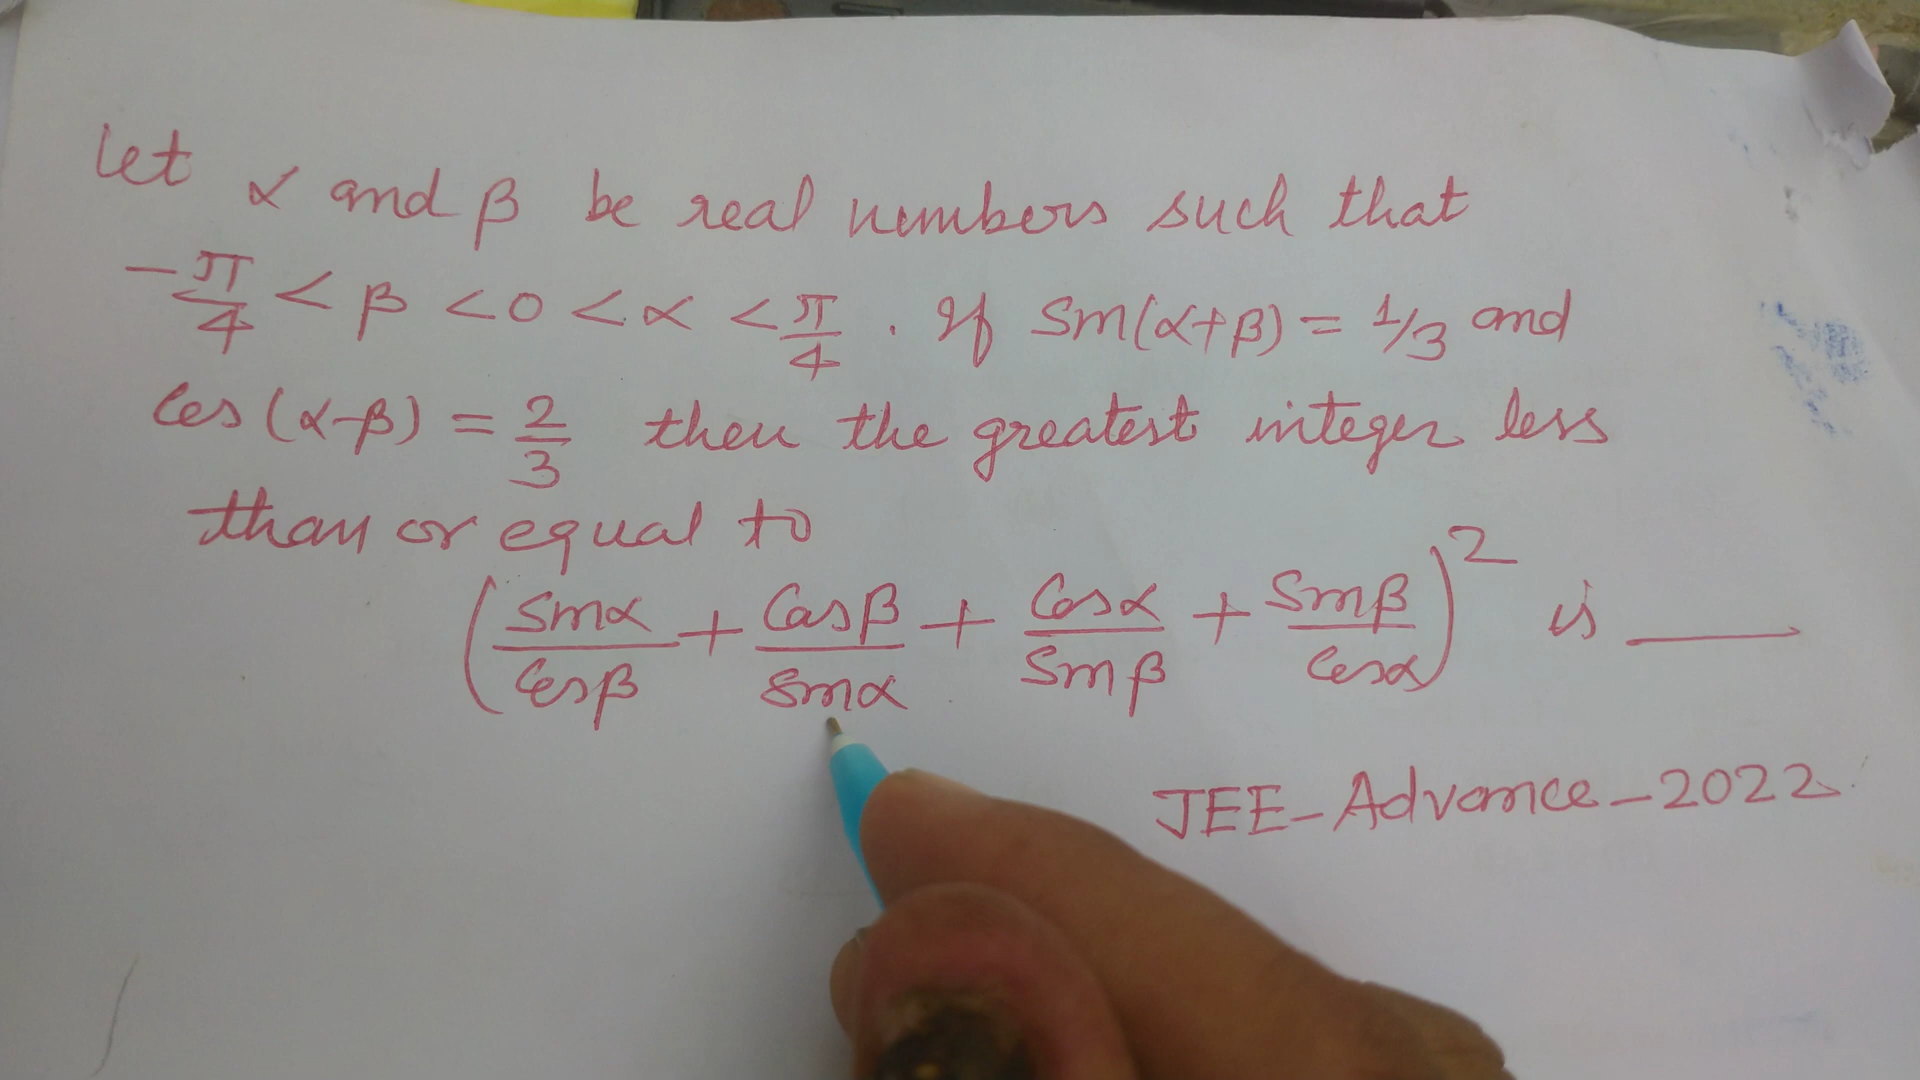 Let α and β be real numbers such that
-π/4 < β < 0 < α < π/4 . If Sin(α+β) = 1/3 and
Cos(α-β) = 2/3 then the greatest integer less
than or equal to
(Sinα/Cosβ + Cosβ/Sinα + Cosα/Sinβ + Sinβ/Cosα)² is ____
JEE-Advance-2022